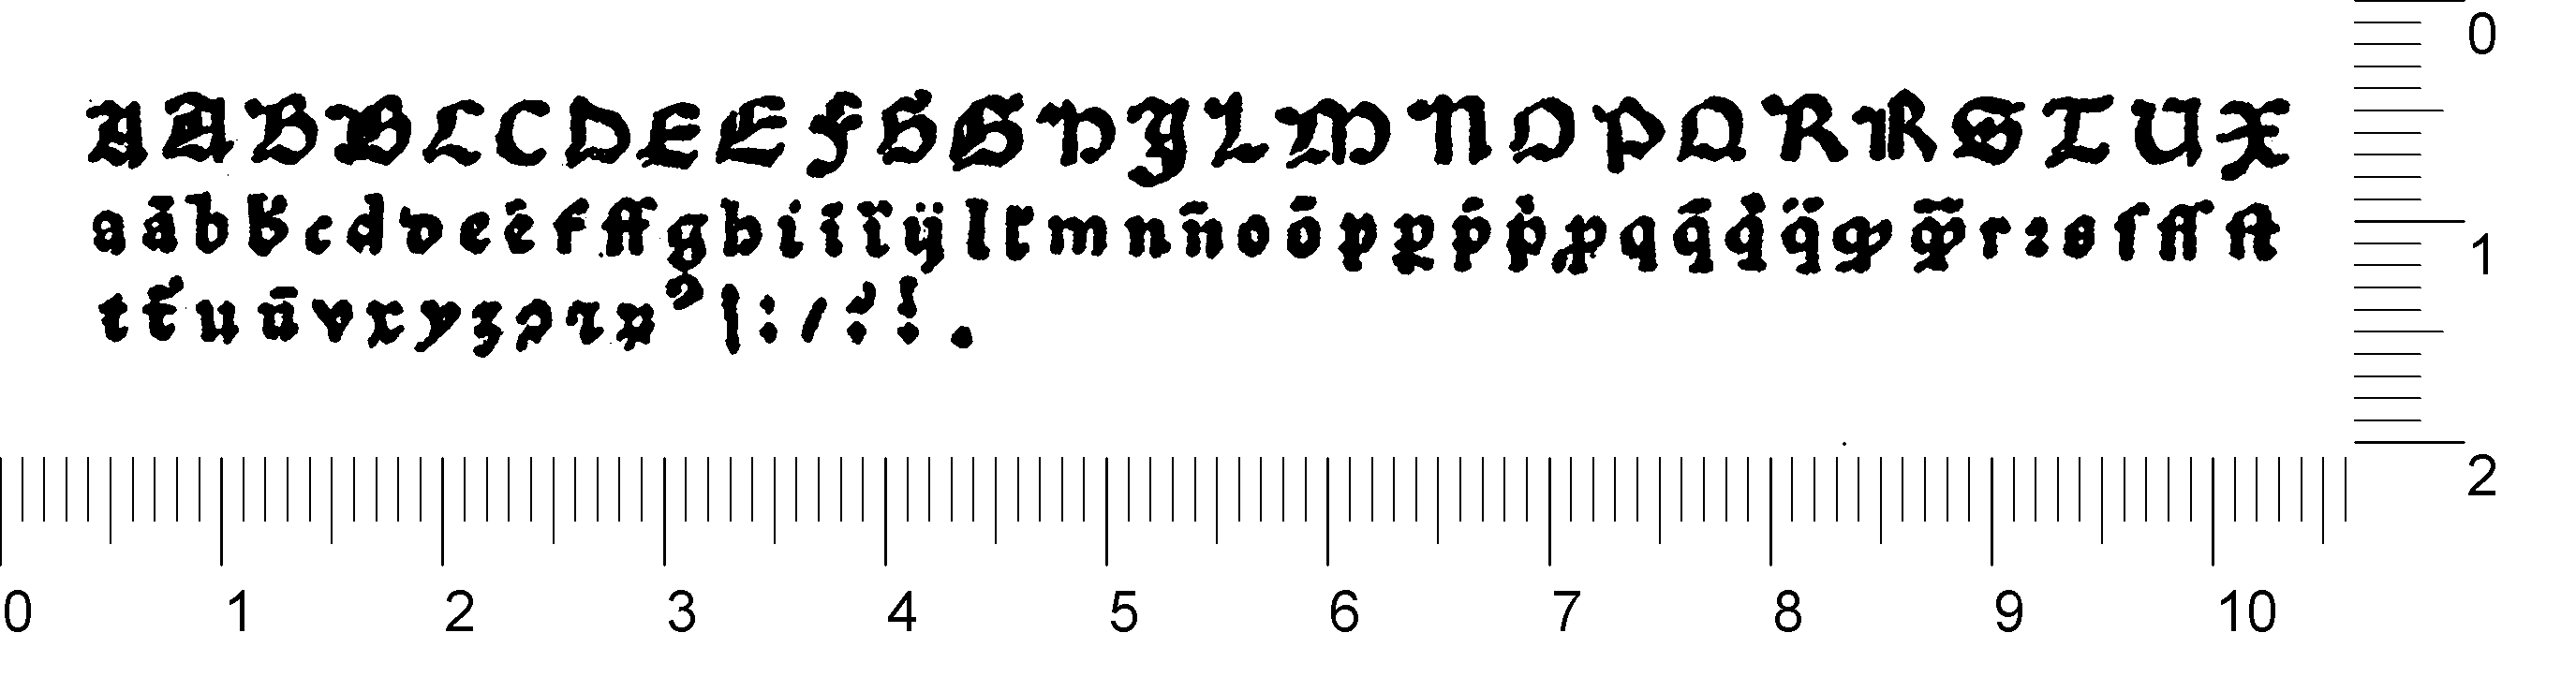 A A B B C C D E E F G G H J L M N O P Q R R S T U X
a ā b b̄ c d d e ē f ff g h i ī ĩ ÿ l l̄ m n n̄ o ō p ꝑ p̄ ṗ ꝓ q q̄ q̇ q̈ ꝙ ꝙ̄ r ꝛ s ſ ſſ ſt
t t̄ u ū v x y z ꝯ ꝛ ꝝ ꝰ | : / ? ! .
0
1
2
0 1 2 3 4 5 6 7 8 9 10